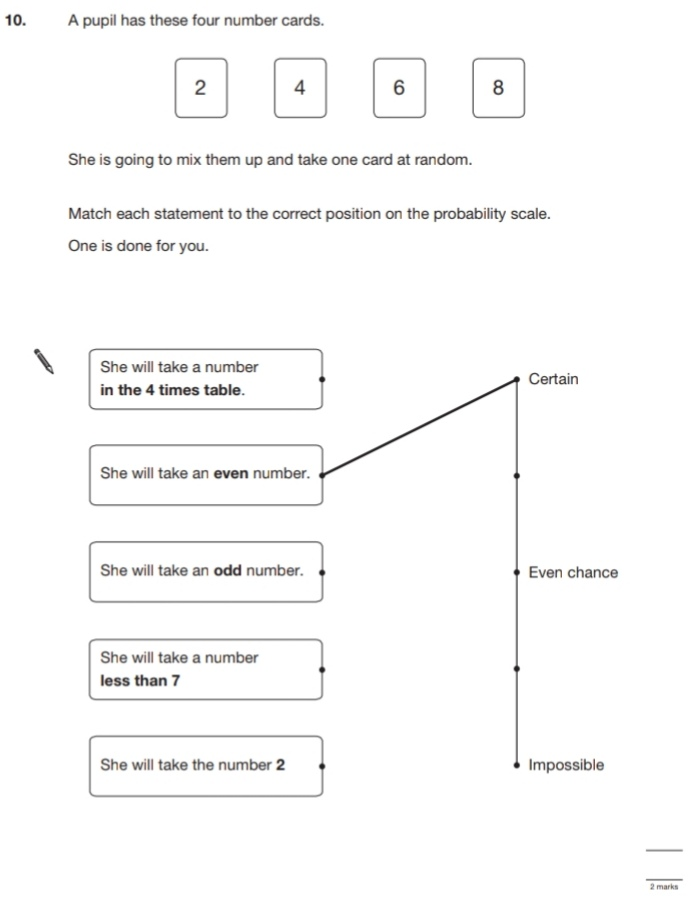 10. A pupil has these four number cards.
2 4 6 8
She is going to mix them up and take one card at random.
Match each statement to the correct position on the probability scale.
One is done for you.
She will take a number
in the 4 times table.
Certain
She will take an even number.
She will take an odd number.
Even chance
She will take a number
less than 7
She will take the number 2
Impossible
2 marks